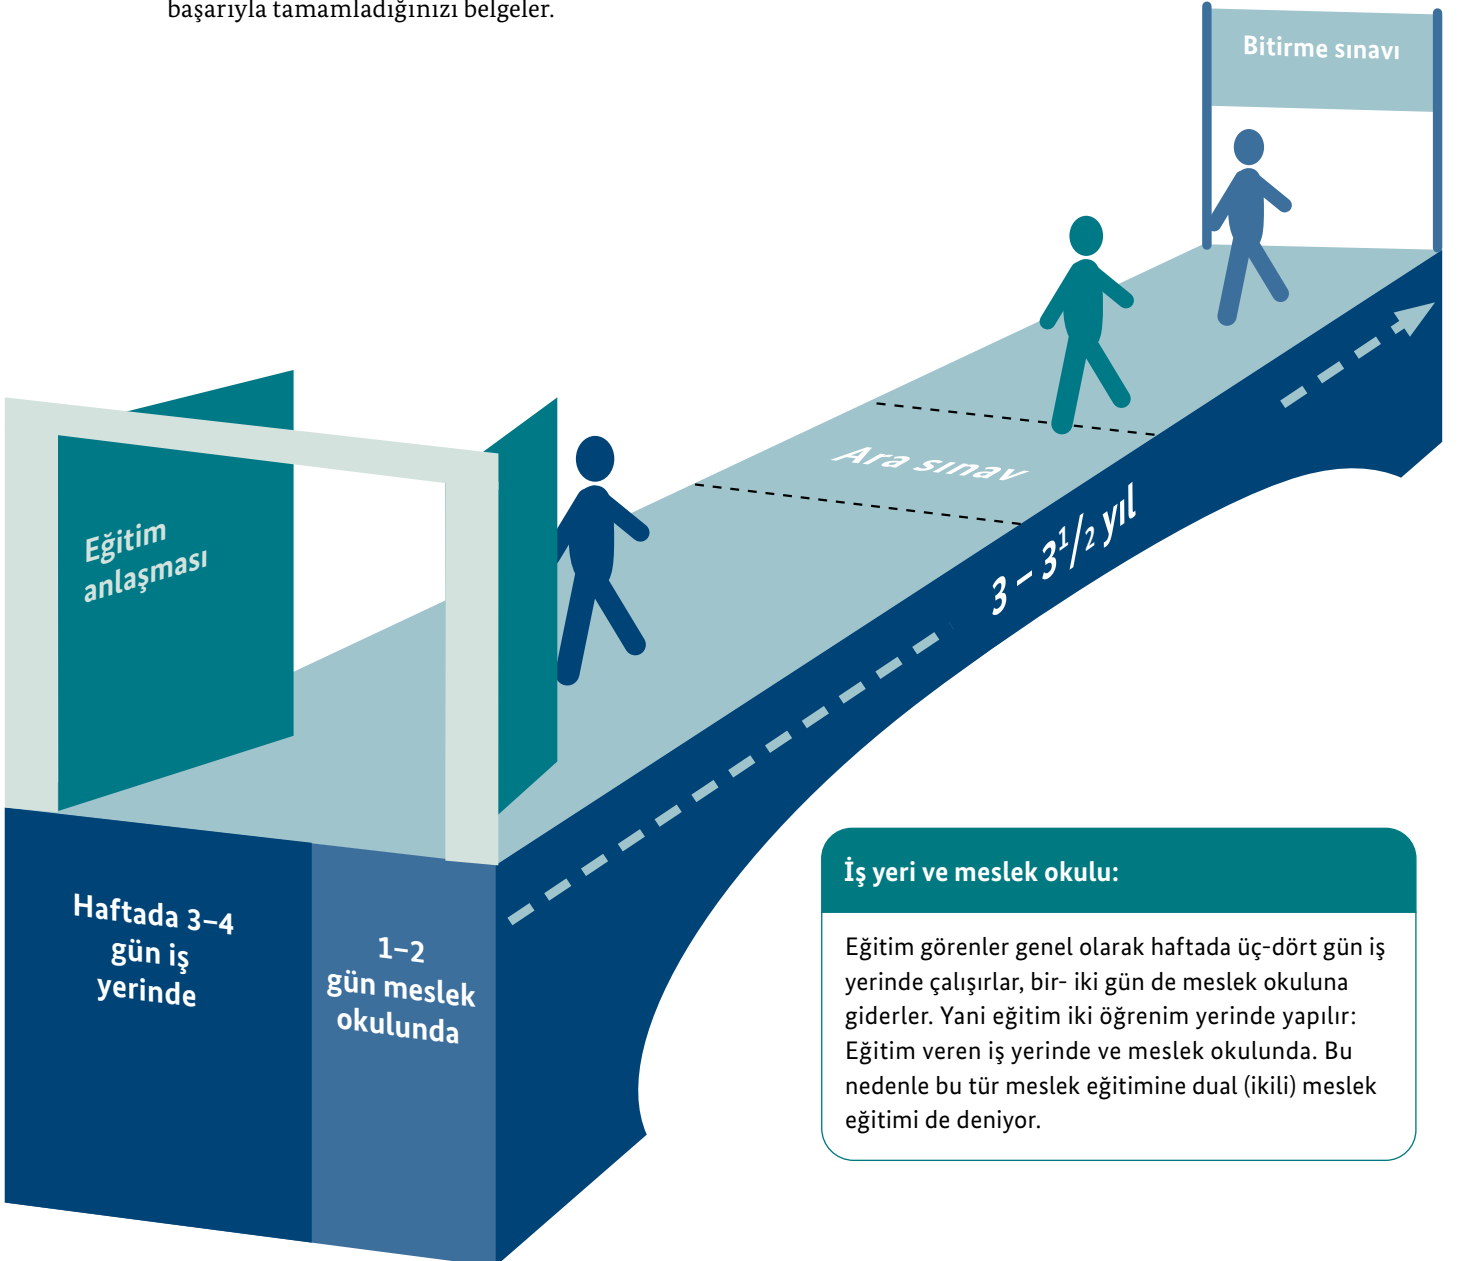 başarıyla tamamladığınızı belgeler.
Bitirme sınavı
Ara sınav
3 – 3 1/2 yıl
Eğitim
anlaşması
Haftada 3–4
gün iş
yerinde
1–2
gün meslek
okulunda
İş yeri ve meslek okulu:
Eğitim görenler genel olarak haftada üç-dört gün iş
yerinde çalışırlar, bir- iki gün de meslek okuluna
giderler. Yani eğitim iki öğrenim yerinde yapılır:
Eğitim veren iş yerinde ve meslek okulunda. Bu
nedenle bu tür meslek eğitimine dual (ikili) meslek
eğitimi de deniyor.